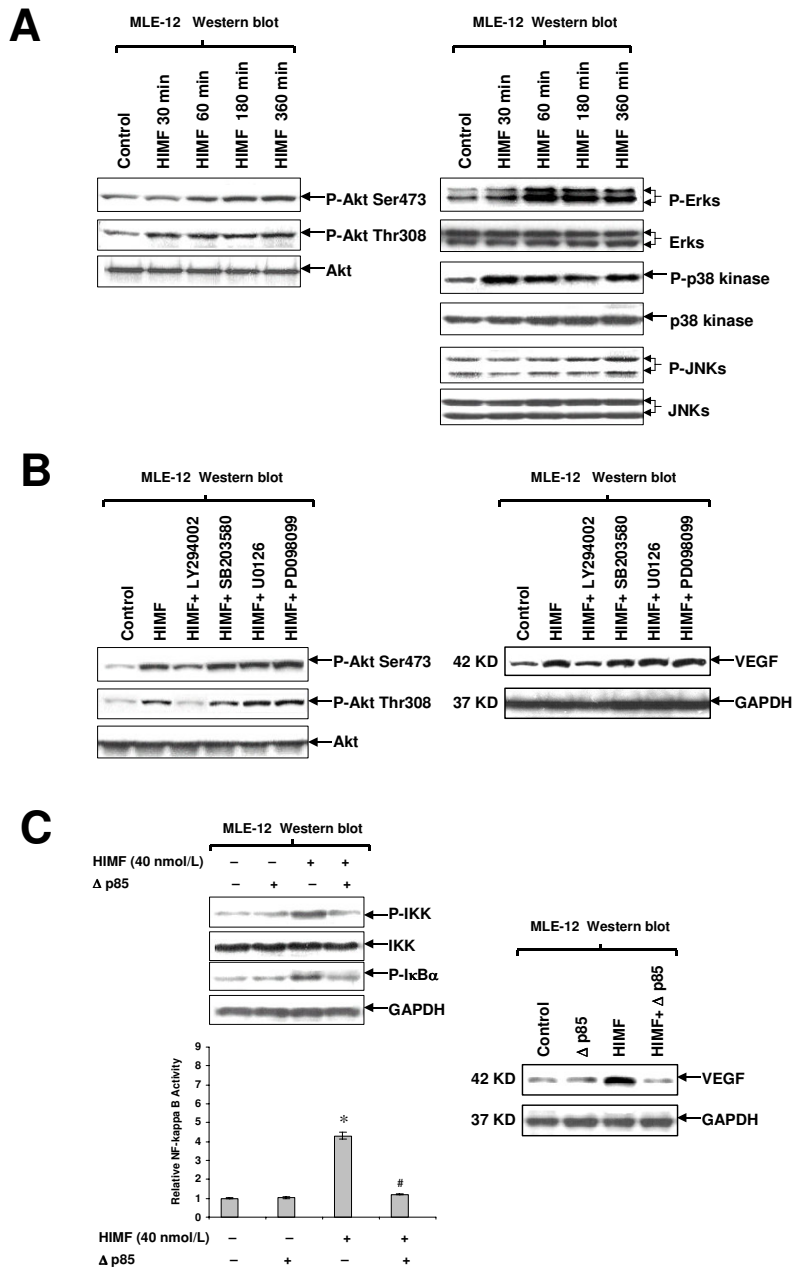 A
MLE-12 Western blot
Control
HIMF 30 min
HIMF 60 min
HIMF 180 min
HIMF 360 min
P-Akt Ser473
P-Akt Thr308
Akt
MLE-12 Western blot
Control
HIMF 30 min
HIMF 60 min
HIMF 180 min
HIMF 360 min
P-Erks
Erks
P-p38 kinase
p38 kinase
P-JNKs
JNKs
B
MLE-12 Western blot
Control
HIMF
HIMF+ LY294002
HIMF+ SB203580
HIMF+ U0126
HIMF+ PD098099
P-Akt Ser473
P-Akt Thr308
Akt
MLE-12 Western blot
Control
HIMF
HIMF+ LY294002
HIMF+ SB203580
HIMF+ U0126
HIMF+ PD098099
42 KD VEGF
37 KD GAPDH
C
MLE-12 Western blot
HIMF (40 nmol/L) – – + +
Δ p85 – + – +
P-IKK
IKK
P-IκBα
GAPDH
Relative NF-kappa B Activity
9
8
7
6
5
4
3
2
1
0
*
#
HIMF (40 nmol/L) – – + +
Δ p85 – + – +
MLE-12 Western blot
Control
Δ p85
HIMF
HIMF+ Δ p85
42 KD VEGF
37 KD GAPDH